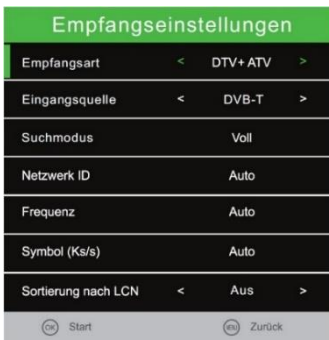 Empfangseinstellungen
Empfangsart < DTV+ ATV >
Eingangsquelle < DVB-T >
Suchmodus Voll
Netzwerk ID Auto
Frequenz Auto
Symbol (Ks/s) Auto
Sortierung nach LCN < Aus >
OK Start MENU Zurück